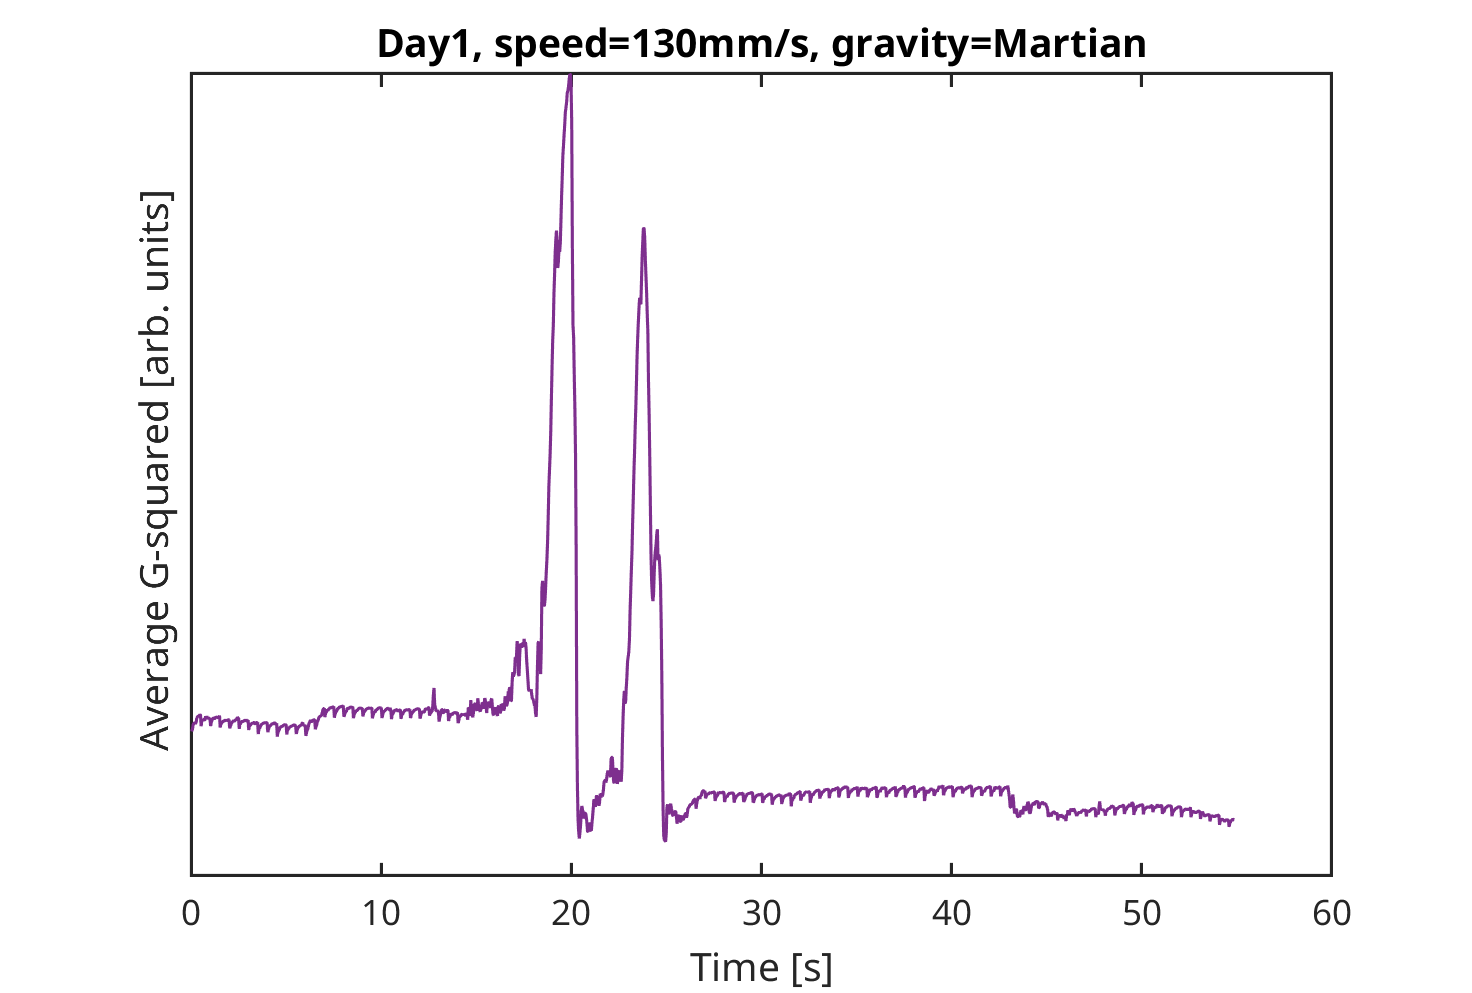 Day1, speed=130mm/s, gravity=Martian
Average G-squared [arb. units]
0 10 20 30 40 50 60
Time [s]